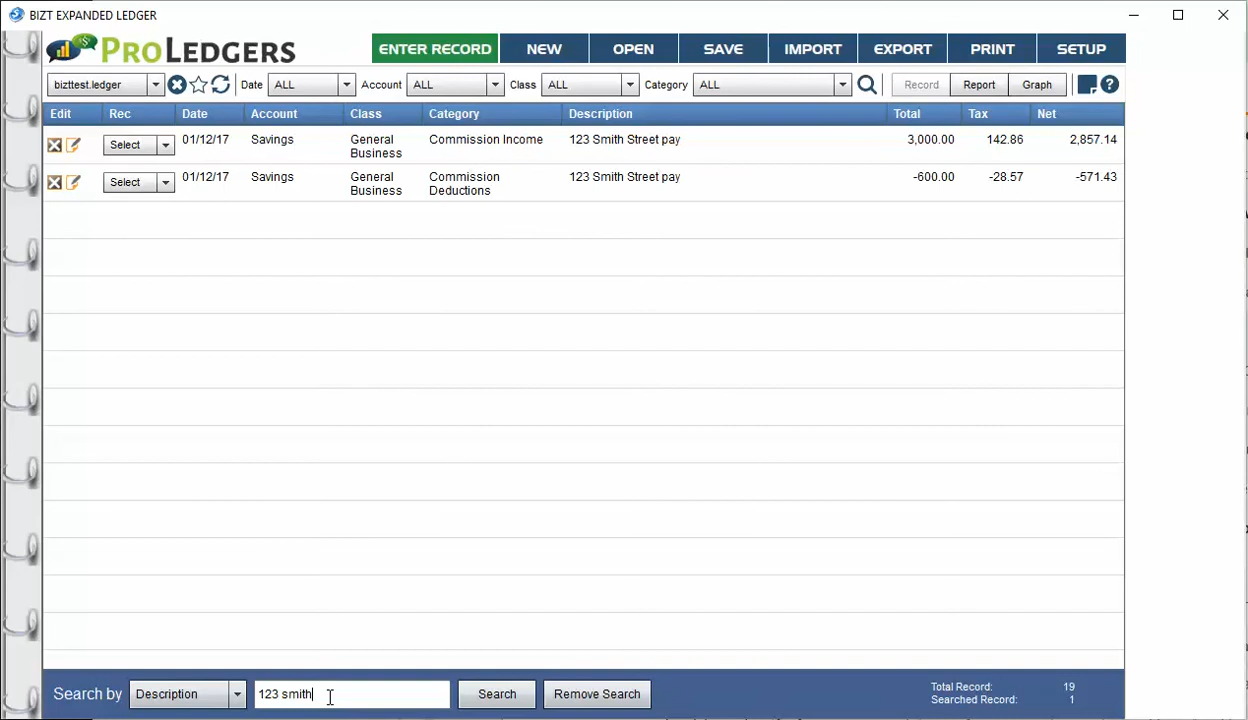 BIZT EXPANDED LEDGER
PROLEDGERS ENTER RECORD NEW OPEN SAVE IMPORT EXPORT PRINT SETUP
bizttest.ledger Date ALL Account ALL Class ALL Category ALL Record Report Graph ?
Edit Rec Date Account Class Category Description Total Tax Net
Select 01/12/17 Savings General Commission Income 123 Smith Street pay 3,000.00 142.86 2,857.14
Business
Select 01/12/17 Savings General Commission 123 Smith Street pay -600.00 -28.57 -571.43
Business Deductions
Search by Description 123 smith Search Remove Search
Total Record: 19
Searched Record: 1